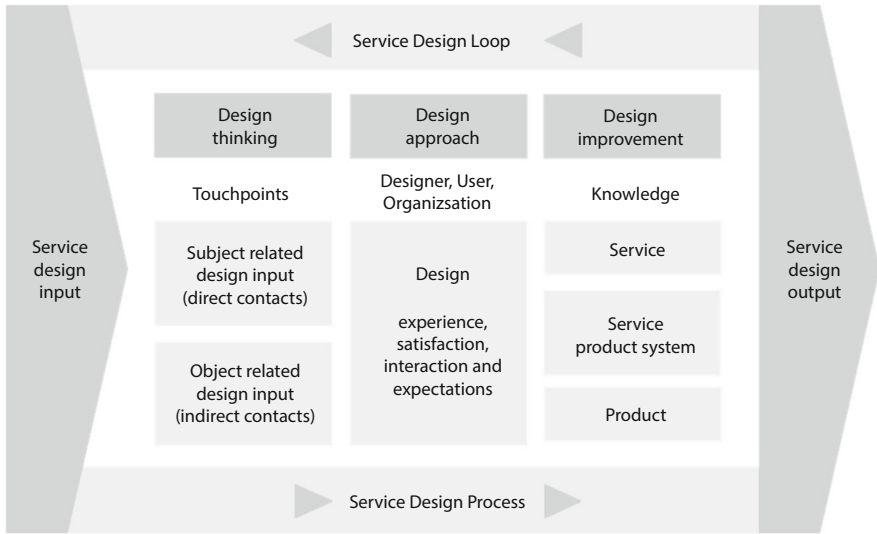 Service Design Loop
Service
design
input
Design
thinking
Touchpoints
Subject related
design input
(direct contacts)
Object related
design input
(indirect contacts)
Design
approach
Designer, User,
Organizsation
Design
experience,
satisfaction,
interaction and
expectations
Design
improvement
Knowledge
Service
Service
product system
Product
Service
design
output
Service Design Process